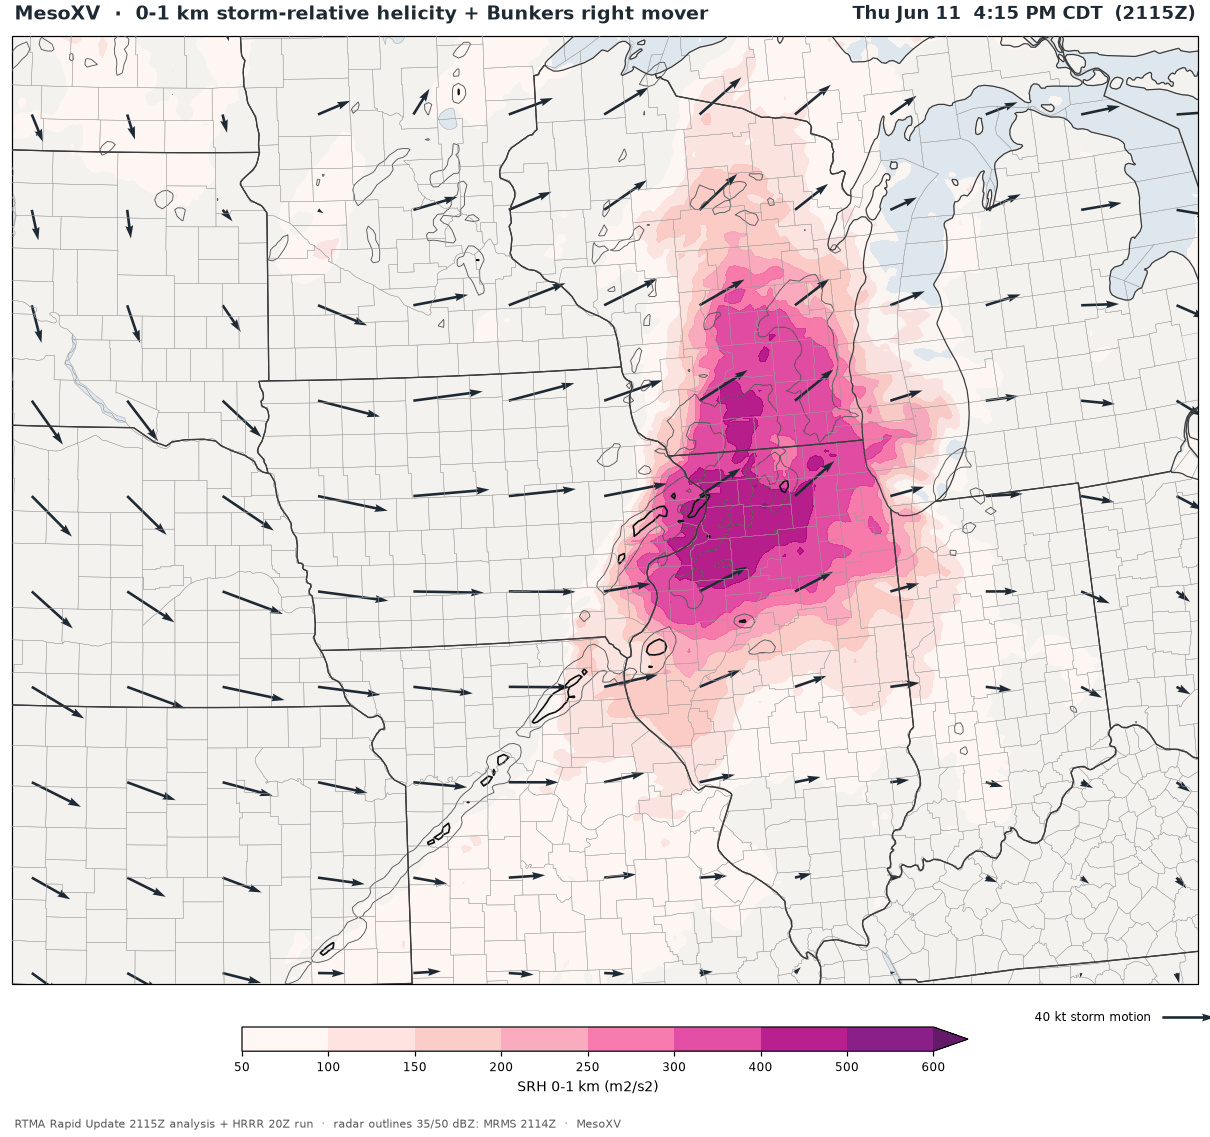 MesoXV · 0-1 km storm-relative helicity + Bunkers right mover
Thu Jun 11 4:15 PM CDT (2115Z)
40 kt storm motion
50 100 150 200 250 300 400 500 600
SRH 0-1 km (m2/s2)
RTMA Rapid Update 2115Z analysis + HRRR 20Z run · radar outlines 35/50 dBZ: MRMS 2114Z · MesoXV